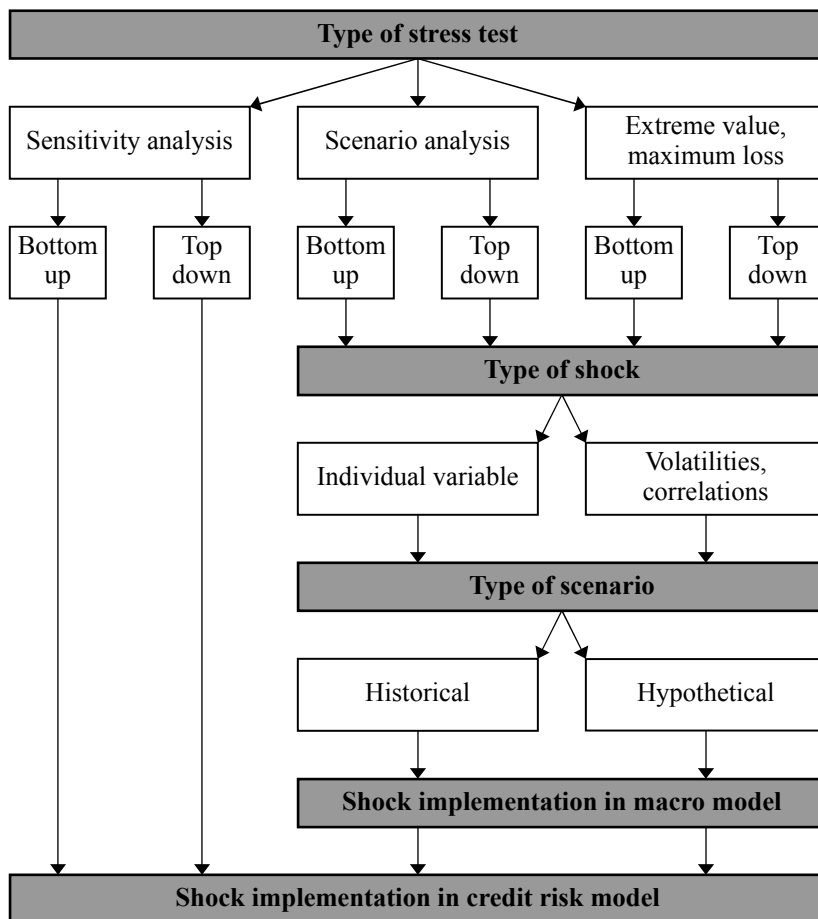 Type of stress test
Sensitivity analysis
Scenario analysis
Extreme value,
maximum loss
Bottom
up
Top
down
Bottom
up
Top
down
Bottom
up
Top
down
Type of shock
Individual variable
Volatilities,
correlations
Type of scenario
Historical
Hypothetical
Shock implementation in macro model
Shock implementation in credit risk model